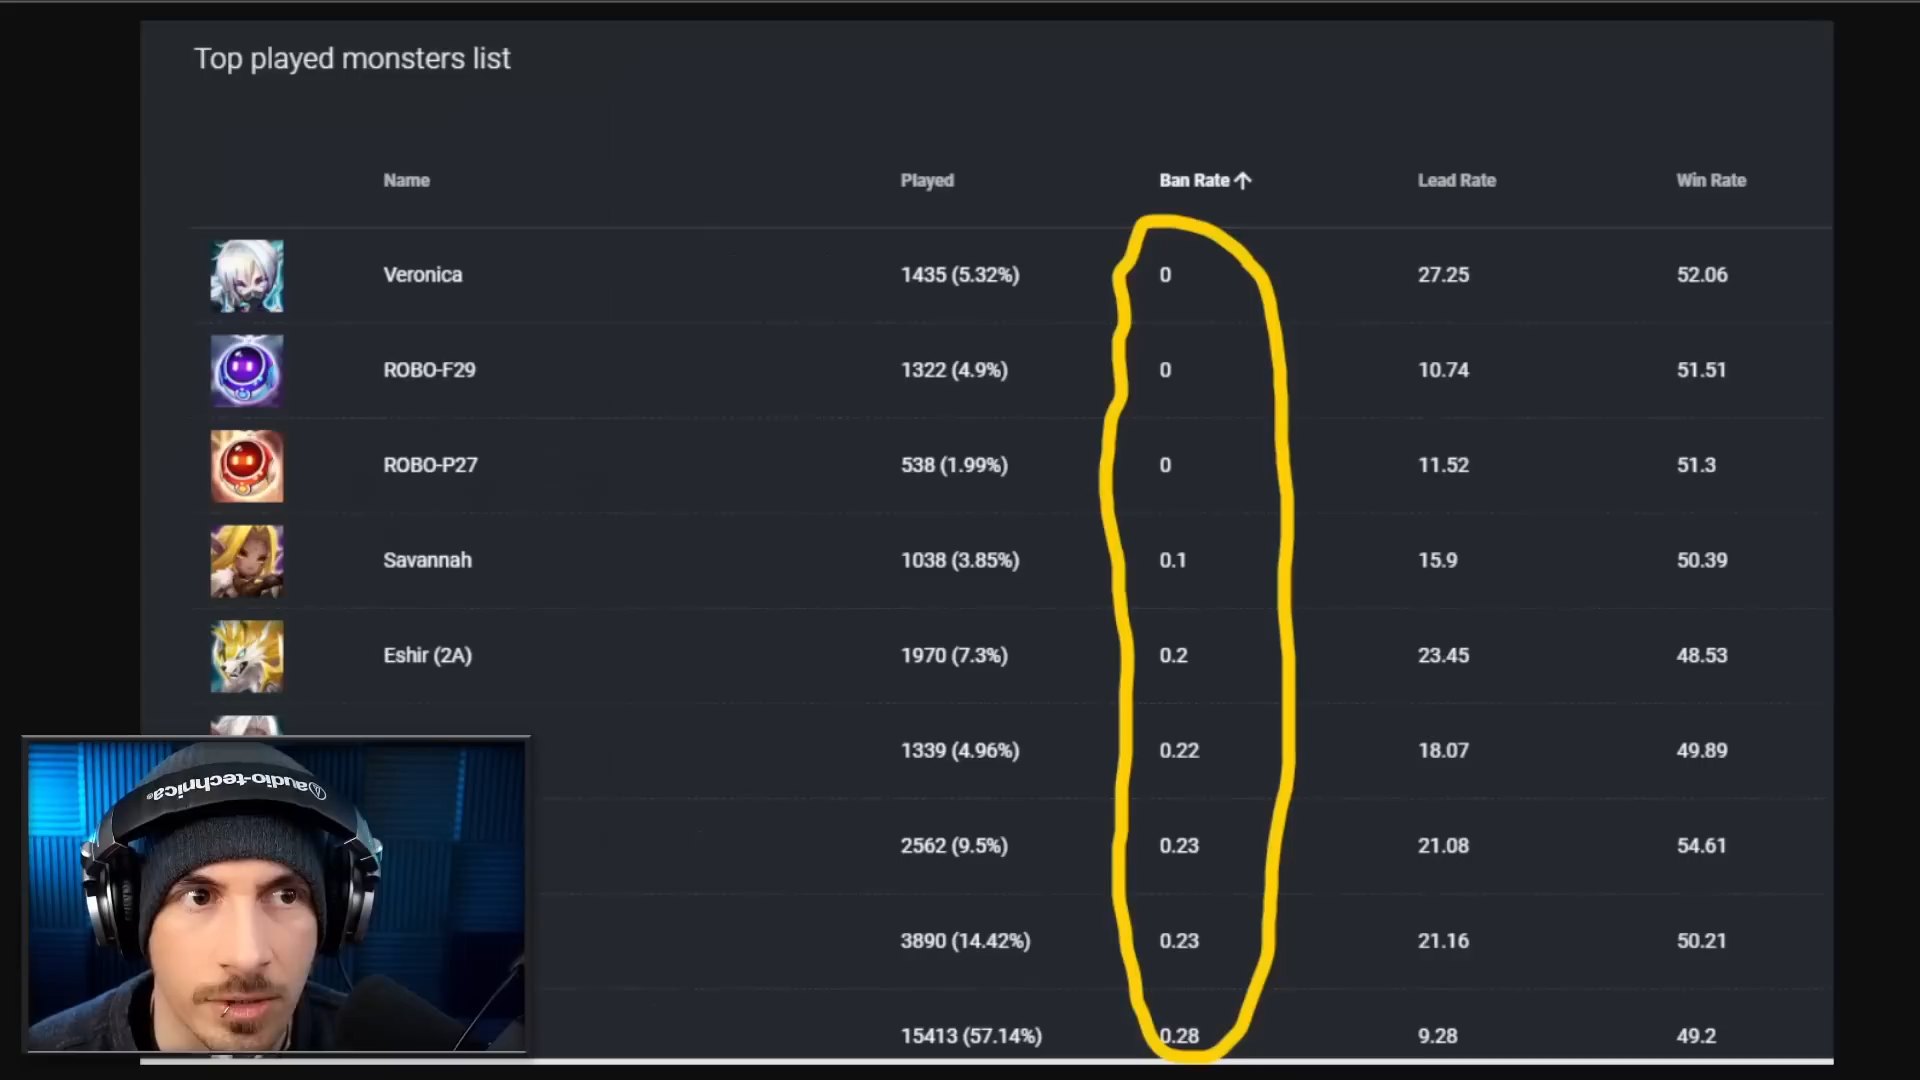 Top played monsters list
Name Played Ban Rate ↑ Lead Rate Win Rate
Veronica 1435 (5.32%) 0 27.25 52.06
ROBO-F29 1322 (4.9%) 0 10.74 51.51
ROBO-P27 538 (1.99%) 0 11.52 51.3
Savannah 1038 (3.85%) 0.1 15.9 50.39
Eshir (2A) 1970 (7.3%) 0.2 23.45 48.53
1339 (4.96%) 0.22 18.07 49.89
audio-technica®
2562 (9.5%) 0.23 21.08 54.61
3890 (14.42%) 0.23 21.16 50.21
15413 (57.14%) 0.28 9.28 49.2